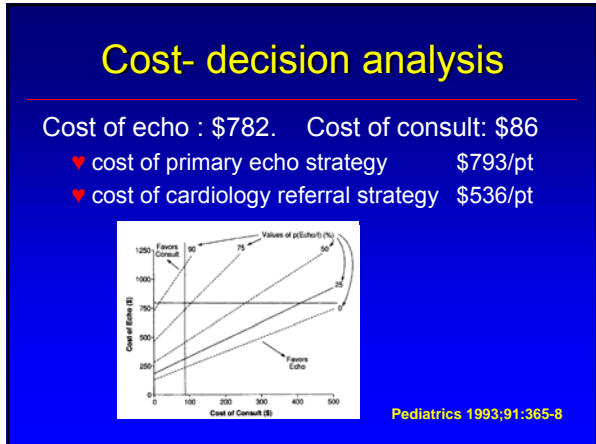 Cost- decision analysis
Cost of echo : $782. Cost of consult: $86
♥ cost of primary echo strategy $793/pt
♥ cost of cardiology referral strategy $536/pt
Values of p(Echo/I) (%)
Favors
Consult
90
75
50
25
0
1250
1000
750
500
250
0
Cost of Echo ($)
Favors
Echo
0 100 200 300 400 500
Cost of Consult ($)
Pediatrics 1993;91:365-8